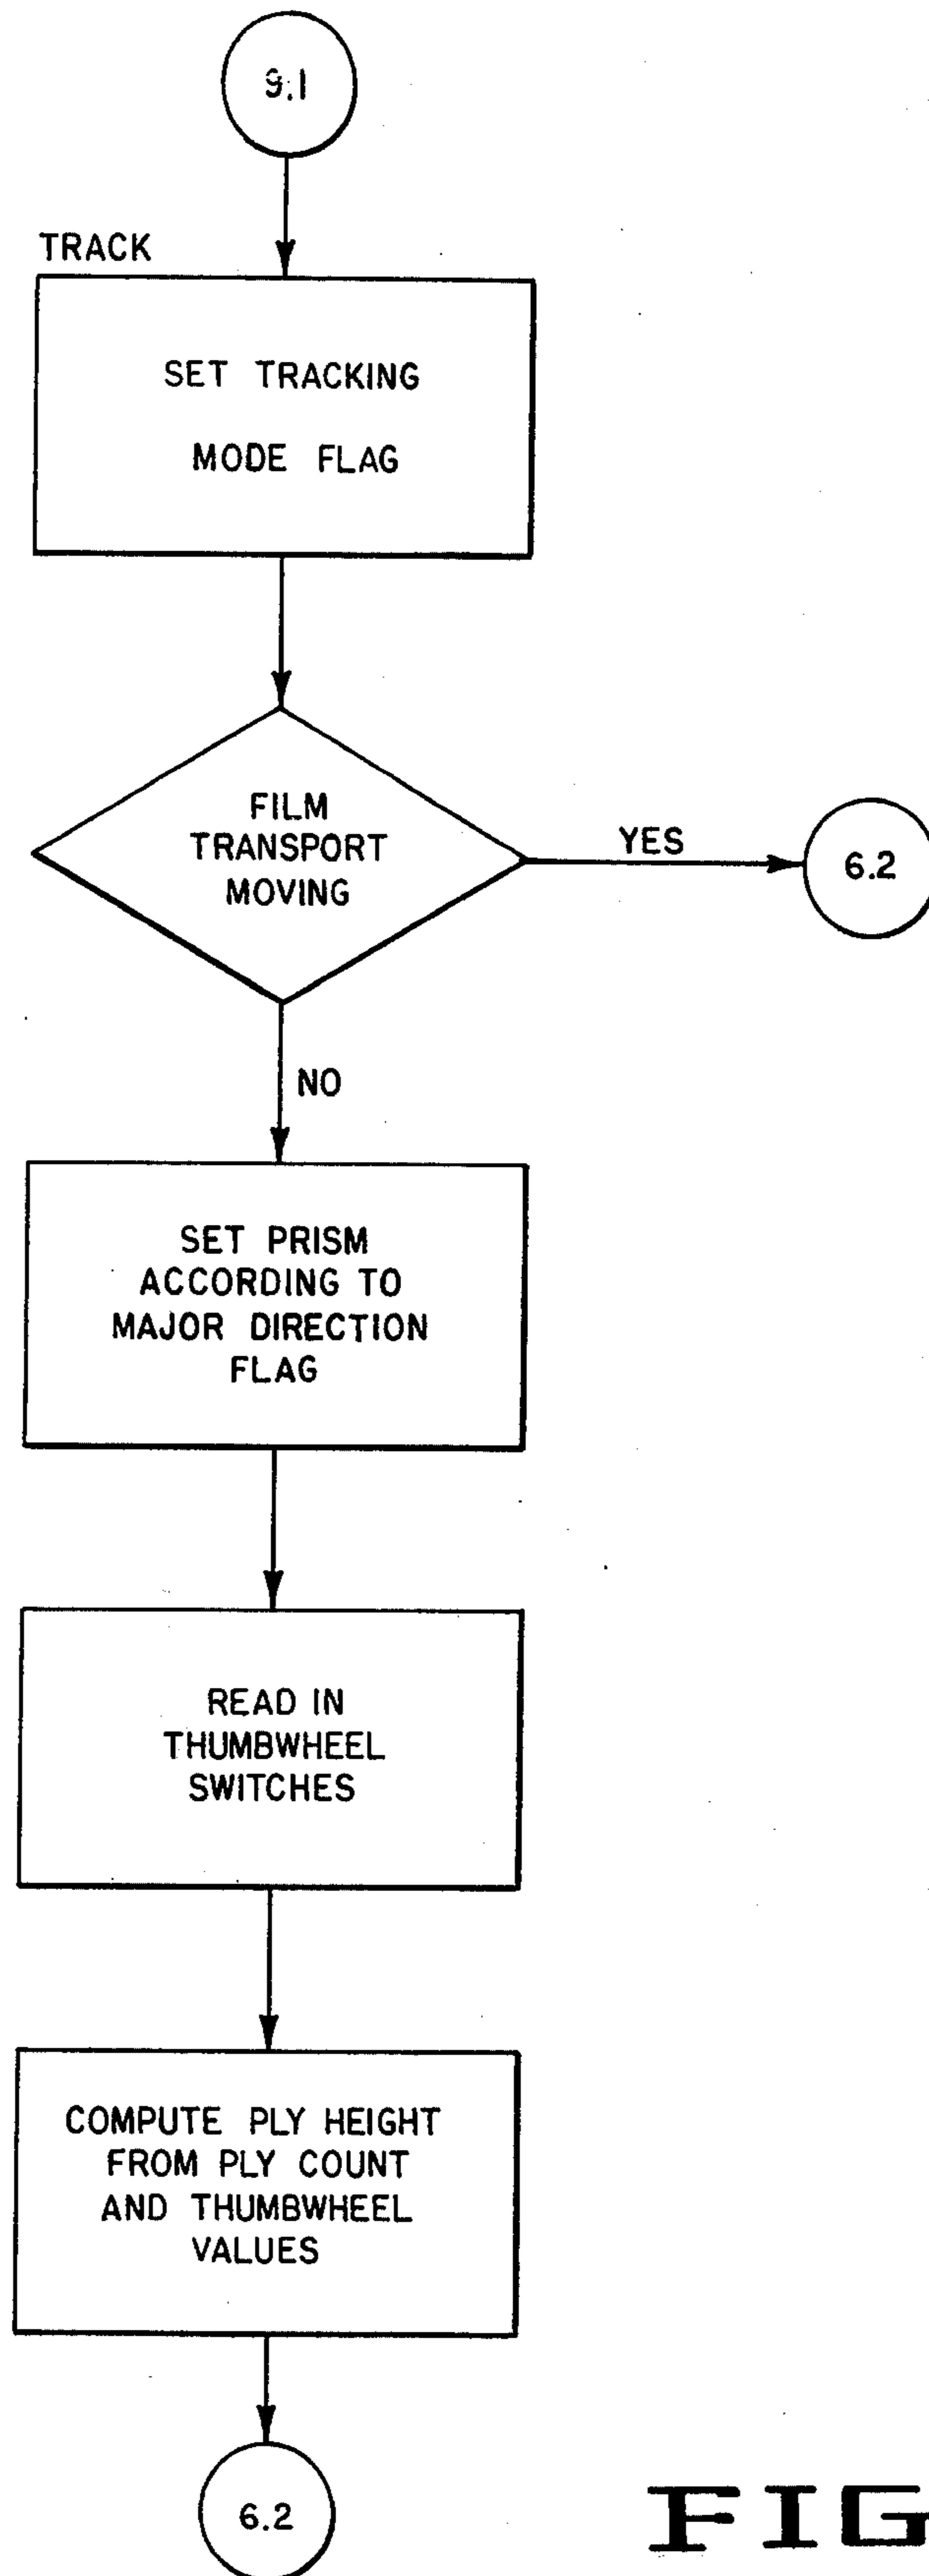 9.1
TRACK
SET TRACKING
MODE FLAG
FILM
TRANSPORT
MOVING
YES
6.2
NO
SET PRISM
ACCORDING TO
MAJOR DIRECTION
FLAG
READ IN
THUMBWHEEL
SWITCHES
COMPUTE PLY HEIGHT
FROM PLY COUNT
AND THUMBWHEEL
VALUES
6.2
FIG